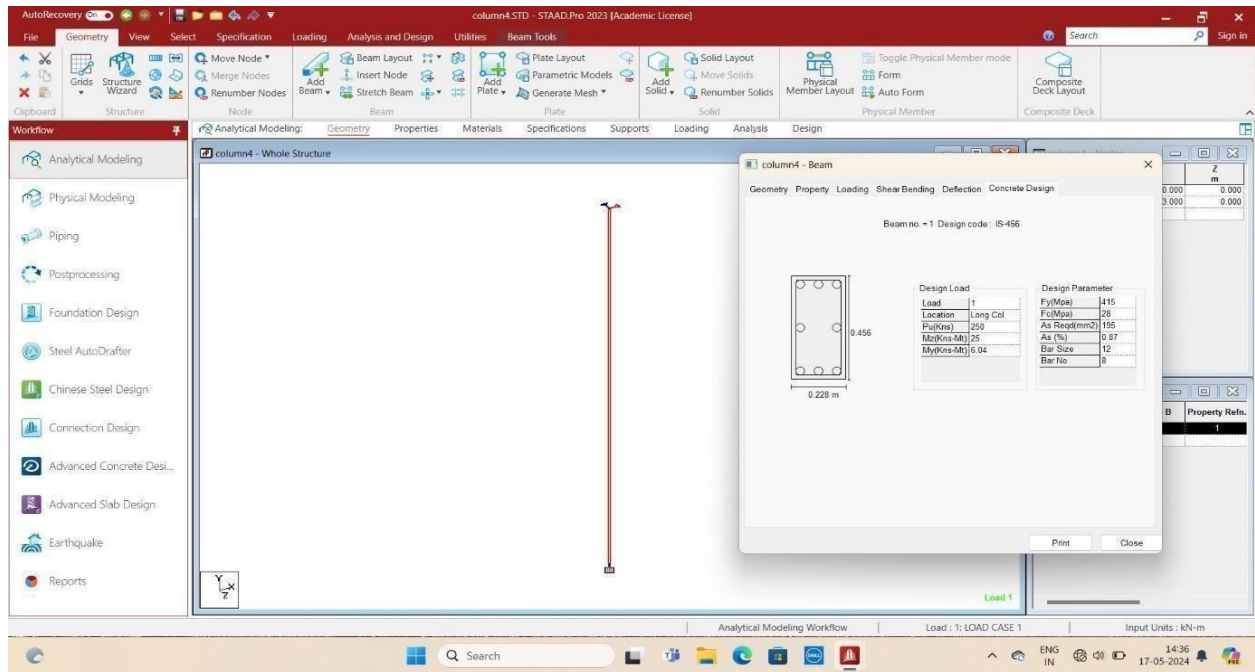 AutoRecovery On
column4.STD - STAAD.Pro 2023 [Academic License]
File Geometry View Select Specification Loading Analysis and Design Utilities Beam Tools
Search Sign in
Grids
Structure Wizard
Move Node
Merge Nodes
Renumber Nodes
Add Beam
Beam Layout
Insert Node
Stretch Beam
Add Plate
Plate Layout
Parametric Models
Generate Mesh
Add Solid
Solid Layout
Move Solids
Renumber Solids
Physical Member Layout
Toggle Physical Member mode
Form
Auto Form
Composite Deck Layout
Clipboard Structure Node Beam Plate Solid Physical Member Composite Deck
Workflow
Analytical Modeling: Geometry Properties Materials Specifications Supports Loading Analysis Design
Analytical Modeling
Physical Modeling
Piping
Postprocessing
Foundation Design
Steel AutoDrafter
Chinese Steel Design
Connection Design
Advanced Concrete Desi...
Advanced Slab Design
Earthquake
Reports
column4 - Whole Structure
Y
X
Z
Load 1
column4 - Beam
Geometry Property Loading Shear Bending Deflection Concrete Design
Beam no. = 1 Design code : IS-456
0.456
0.228 m
Design Load
Load 1
Location Long Col
Pu(Kns) 250
Mz(Kns-Mt) 25
My(Kns-Mt) 6.04
Design Parameter
Fy(Mpa) 415
Fc(Mpa) 28
As Reqd(mm2) 195
As (%) 0.87
Bar Size 12
Bar No 8
Print Close
Z
m
0.000 0.000
3.000 0.000
B Property Refn.
1
Analytical Modeling Workflow Load : 1: LOAD CASE 1 Input Units : kN-m
Search
ENG
IN
14:36
17-05-2024